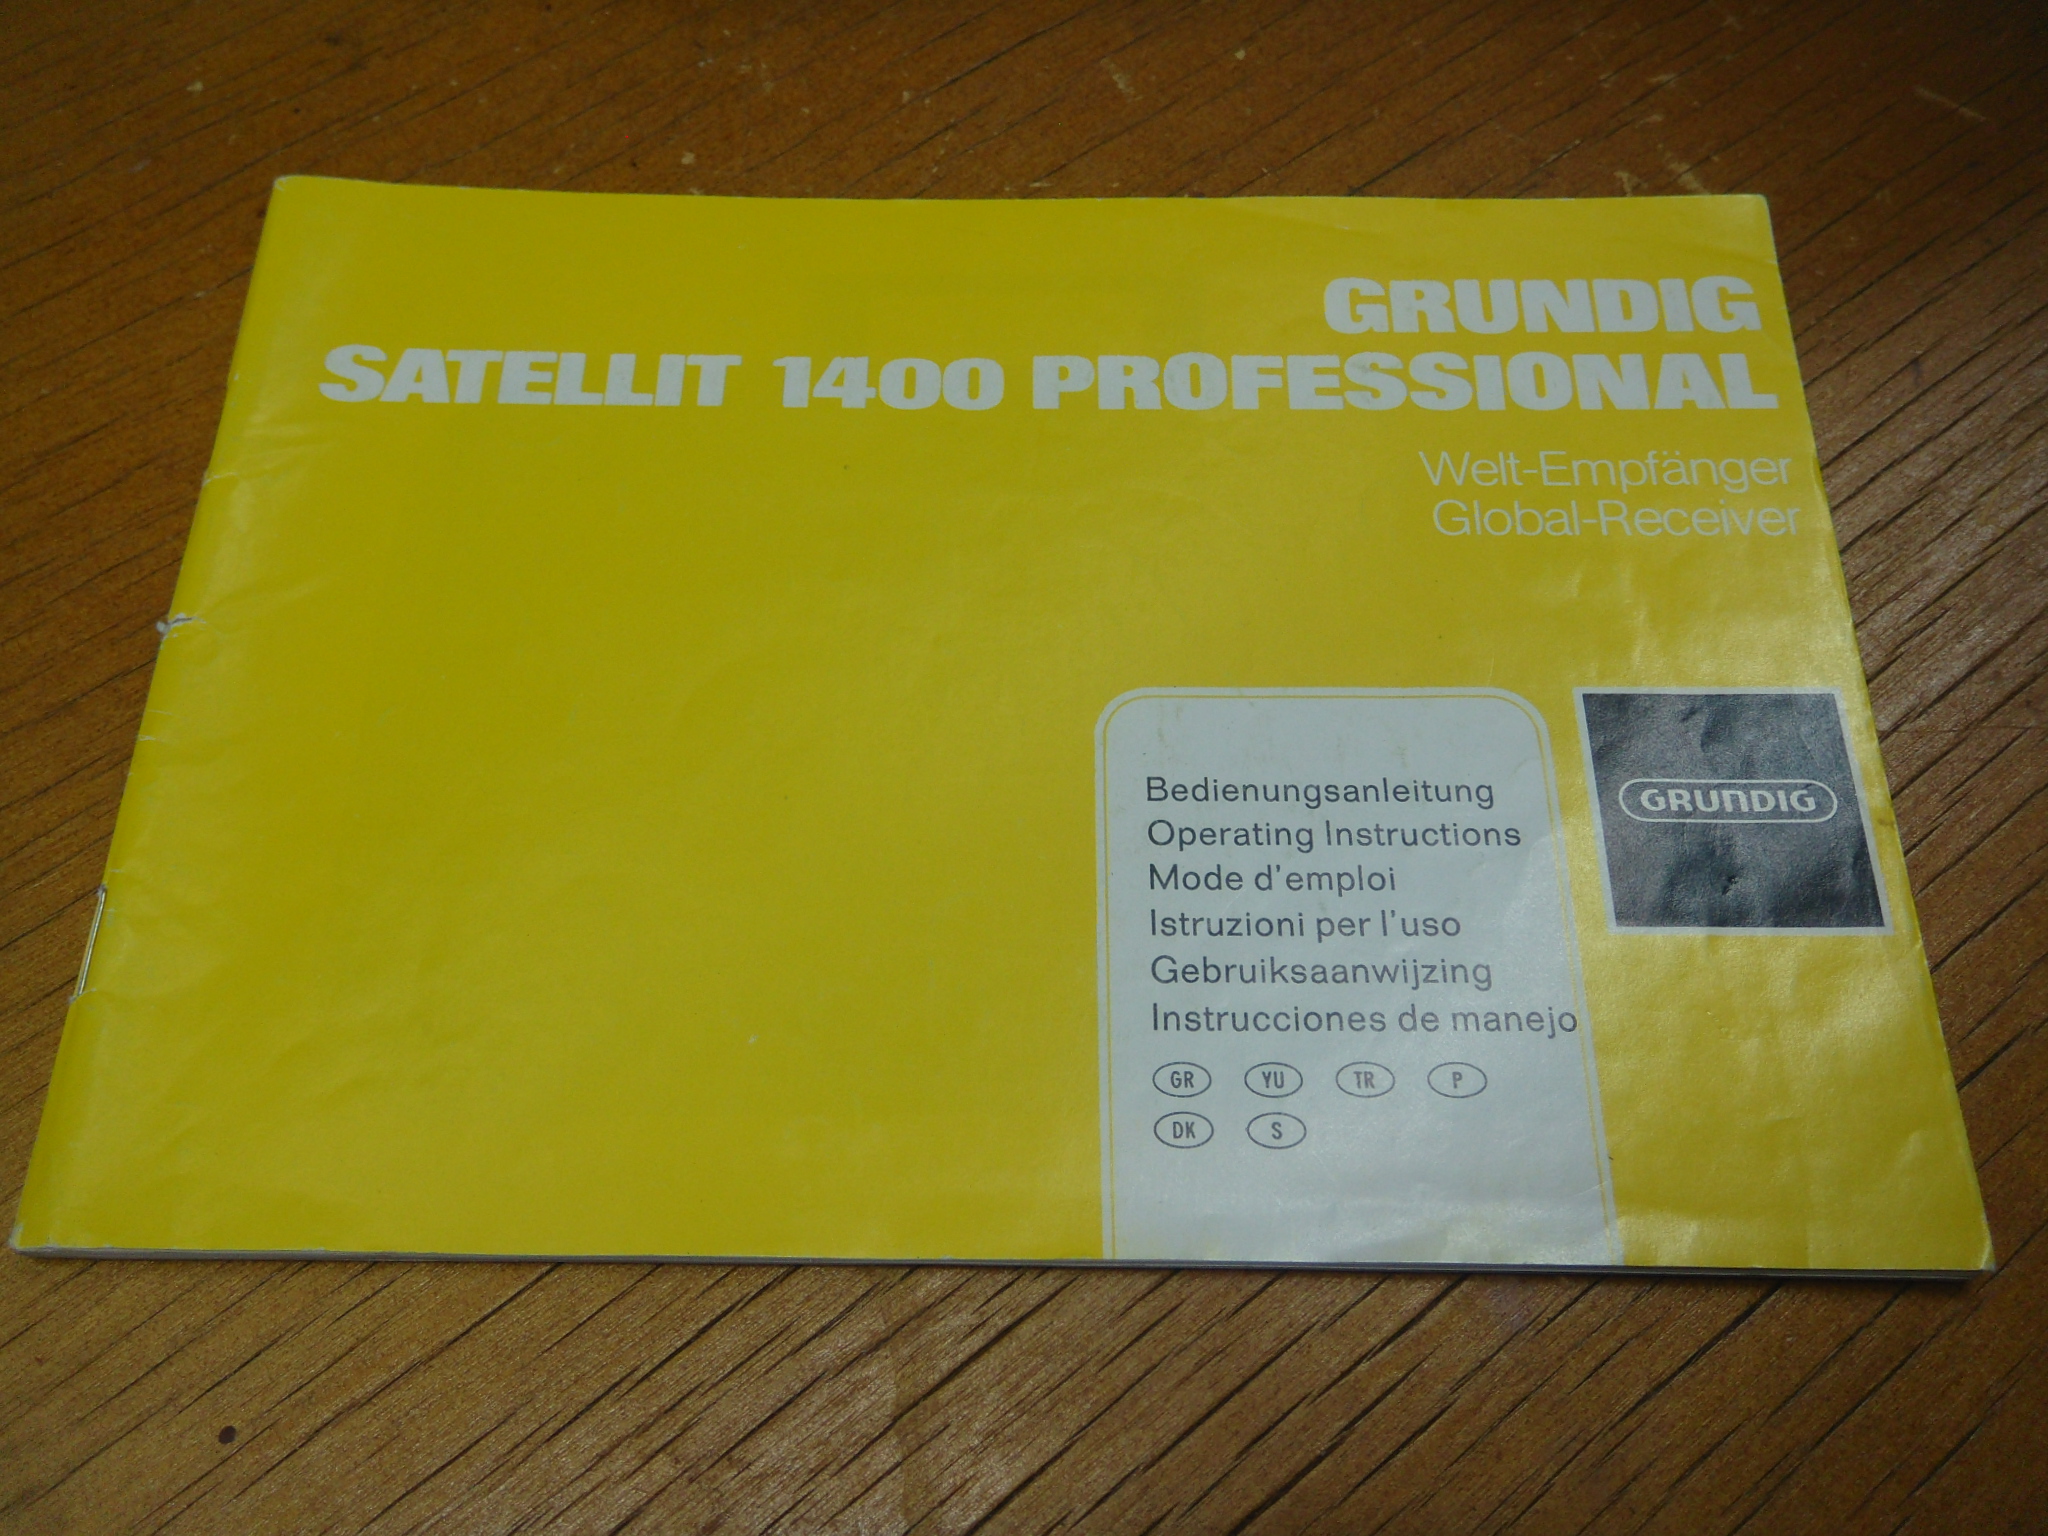 GRUNDIG
SATELLIT 1400 PROFESSIONAL
Welt-Empfänger
Global-Receiver
Bedienungsanleitung
Operating Instructions
Mode d'emploi
Istruzioni per l'uso
Gebruiksaanwijzing
Instrucciones de manejo
GR YU TR P
DK S
GRUNDIG